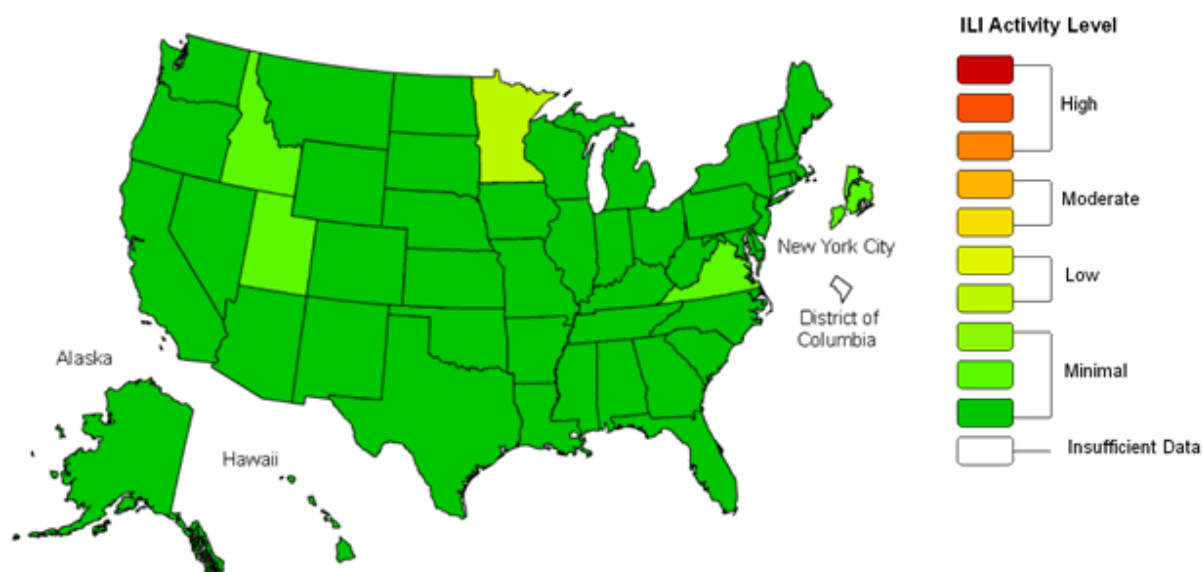 ILI Activity Level
High
Moderate
Low
Minimal
Insufficient Data
New York City
District of
Columbia
Alaska
Hawaii